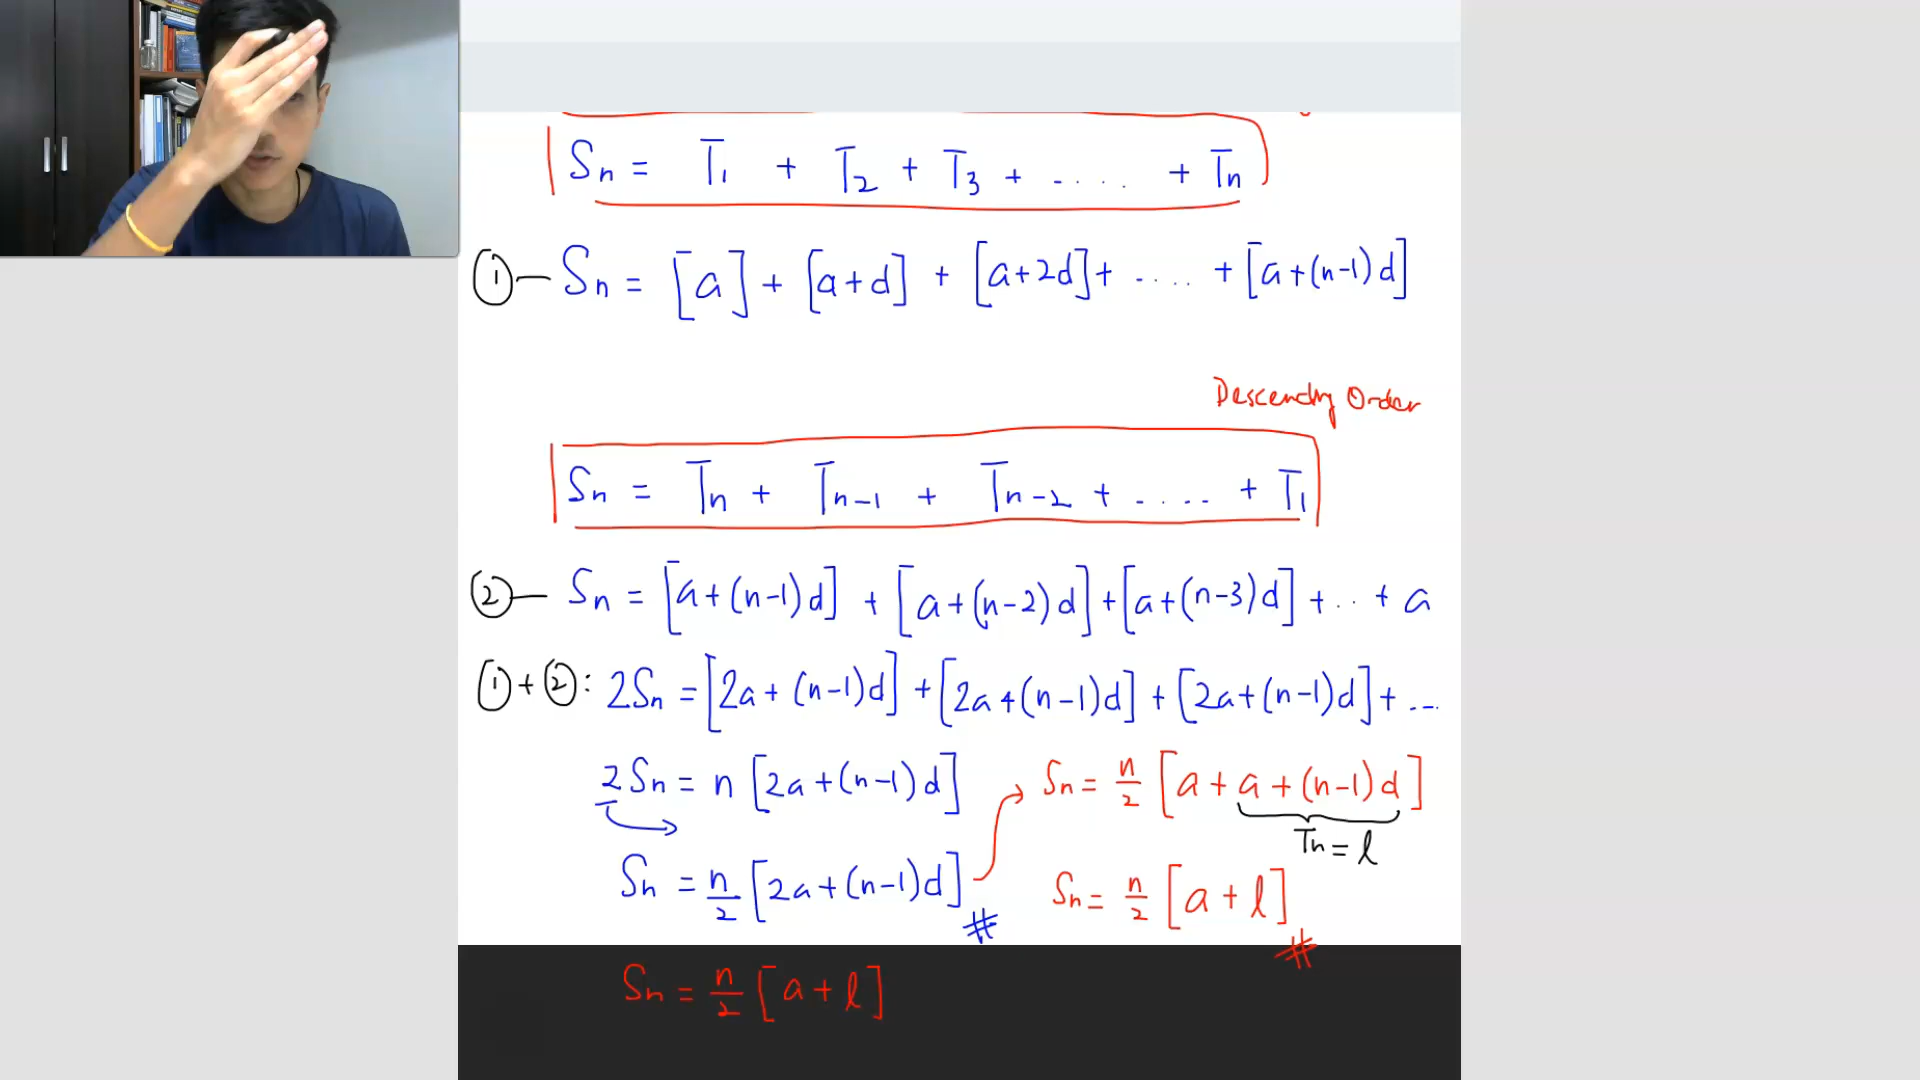 Sn = T1 + T2 + T3 + ..... + Tn
① — Sn = [a] + [a+d] + [a+2d] + ..... + [a+(n-1)d]
Descending Order
Sn = Tn + Tn-1 + Tn-2 + ..... + T1
② — Sn = [a+(n-1)d] + [a+(n-2)d] + [a+(n-3)d] + .. + a
① + ② : 2Sn = [2a+(n-1)d] + [2a+(n-1)d] + [2a+(n-1)d] + ...
2Sn = n[2a+(n-1)d]
Sn = n/2 [a+a+(n-1)d]
Tn = l
Sn = n/2 [2a+(n-1)d] #
Sn = n/2 [a+l] #
Sn = n/2 [a+l]